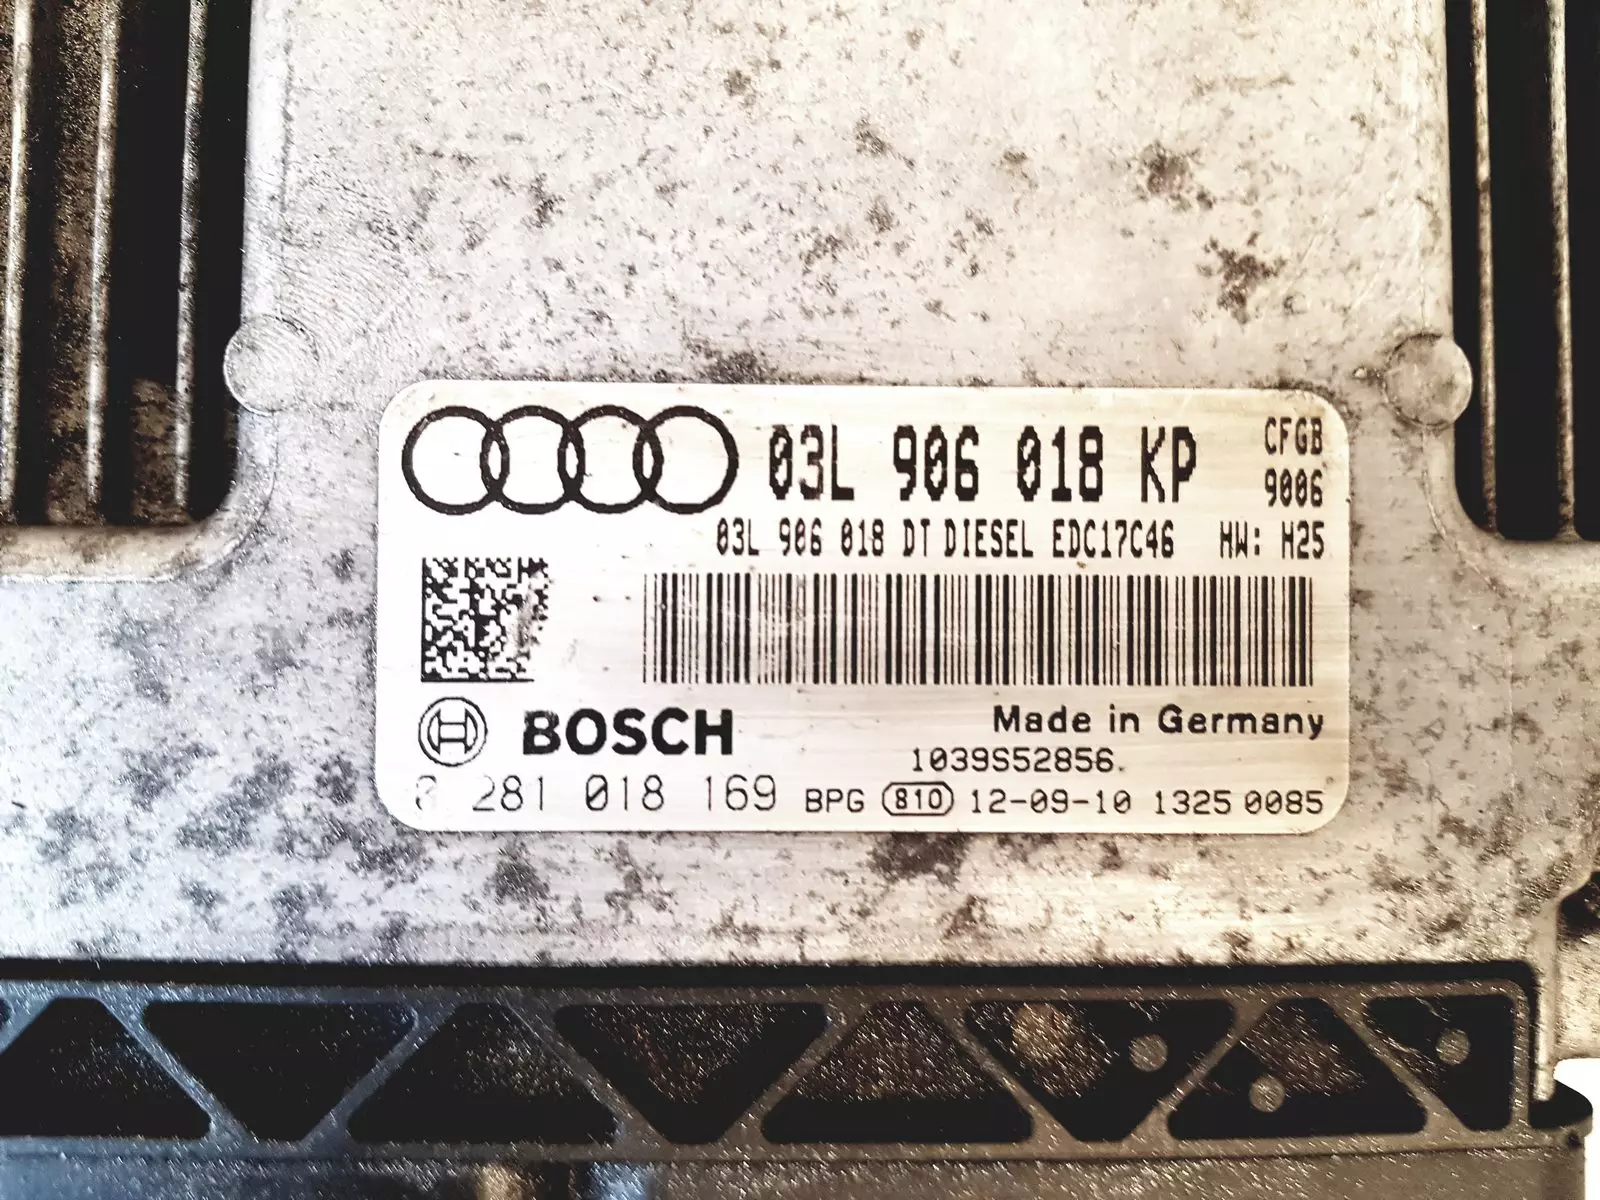 03L 906 018 KP
CFGB
9006
03L 906 018 DT DIESEL EDC17C46 HW: H25
BOSCH
Made in Germany
1039S52856.
0 281 018 169 BPG 810 12-09-10 1325 0085